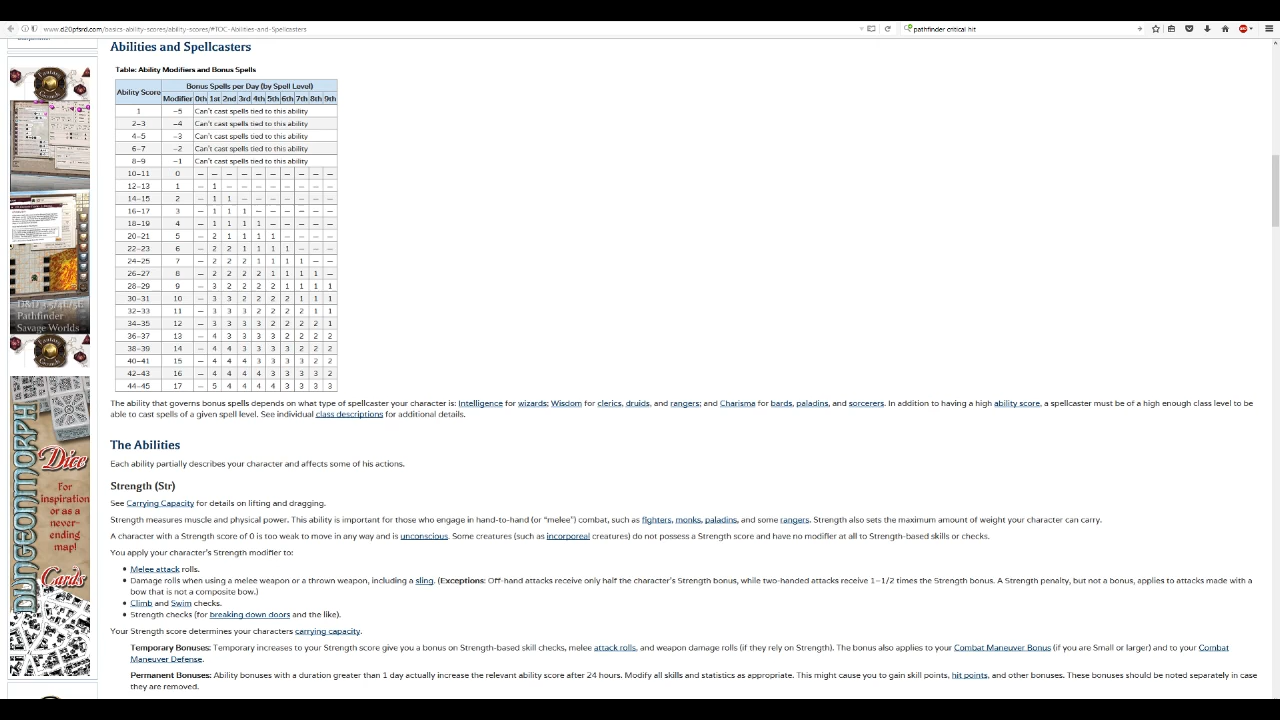 www.d20pfsrd.com/basics-ability-scores/ability-scores/#TOC-Abilities-and-Spellcasters
pathfinder critical hit
Abilities and Spellcasters
Table: Ability Modifiers and Bonus Spells
Ability Score Bonus Spells per Day (by Spell Level)
Modifier 0th 1st 2nd 3rd 4th 5th 6th 7th 8th 9th
1 −5 Can't cast spells tied to this ability
2–3 −4 Can't cast spells tied to this ability
4–5 −3 Can't cast spells tied to this ability
6–7 −2 Can't cast spells tied to this ability
8–9 −1 Can't cast spells tied to this ability
10–11 0 — — — — — — — — — —
12–13 1 — 1 — — — — — — — —
14–15 2 — 1 1 — — — — — — —
16–17 3 — 1 1 1 — — — — — —
18–19 4 — 1 1 1 1 — — — — —
20–21 5 — 2 1 1 1 1 — — — —
22–23 6 — 2 2 1 1 1 1 — — —
24–25 7 — 2 2 2 1 1 1 1 — —
26–27 8 — 2 2 2 2 1 1 1 1 —
28–29 9 — 3 2 2 2 2 1 1 1 1
30–31 10 — 3 3 2 2 2 2 1 1 1
32–33 11 — 3 3 3 2 2 2 2 1 1
34–35 12 — 3 3 3 3 2 2 2 2 1
36–37 13 — 4 3 3 3 3 2 2 2 2
38–39 14 — 4 4 3 3 3 3 2 2 2
40–41 15 — 4 4 4 3 3 3 3 2 2
42–43 16 — 4 4 4 4 3 3 3 3 2
44–45 17 — 5 4 4 4 4 3 3 3 3
The ability that governs bonus spells depends on what type of spellcaster your character is: Intelligence for wizards; Wisdom for clerics, druids, and rangers; and Charisma for bards, paladins, and sorcerers. In addition to having a high ability score, a spellcaster must be of a high enough class level to be
able to cast spells of a given spell level. See individual class descriptions for additional details.
The Abilities
Each ability partially describes your character and affects some of his actions.
Strength (Str)
See Carrying Capacity for details on lifting and dragging.
Strength measures muscle and physical power. This ability is important for those who engage in hand-to-hand (or "melee") combat, such as fighters, monks, paladins, and some rangers. Strength also sets the maximum amount of weight your character can carry.
A character with a Strength score of 0 is too weak to move in any way and is unconscious. Some creatures (such as incorporeal creatures) do not possess a Strength score and have no modifier at all to Strength-based skills or checks.
You apply your character's Strength modifier to:
• Melee attack rolls.
• Damage rolls when using a melee weapon or a thrown weapon, including a sling. (Exceptions: Off-hand attacks receive only half the character's Strength bonus, while two-handed attacks receive 1–1/2 times the Strength bonus. A Strength penalty, but not a bonus, applies to attacks made with a
bow that is not a composite bow.)
• Climb and Swim checks.
• Strength checks (for breaking down doors and the like).
Your Strength score determines your characters carrying capacity.
Temporary Bonuses: Temporary increases to your Strength score give you a bonus on Strength-based skill checks, melee attack rolls, and weapon damage rolls (if they rely on Strength). The bonus also applies to your Combat Maneuver Bonus (if you are Small or larger) and to your Combat
Maneuver Defense.
Permanent Bonuses: Ability bonuses with a duration greater than 1 day actually increase the relevant ability score after 24 hours. Modify all skills and statistics as appropriate. This might cause you to gain skill points, hit points, and other bonuses. These bonuses should be noted separately in case
they are removed.
Pathfinder
Savage Worlds
DUNGEONMORPH
Dice
For
inspiration
or as a
never-
ending
map!
Cards